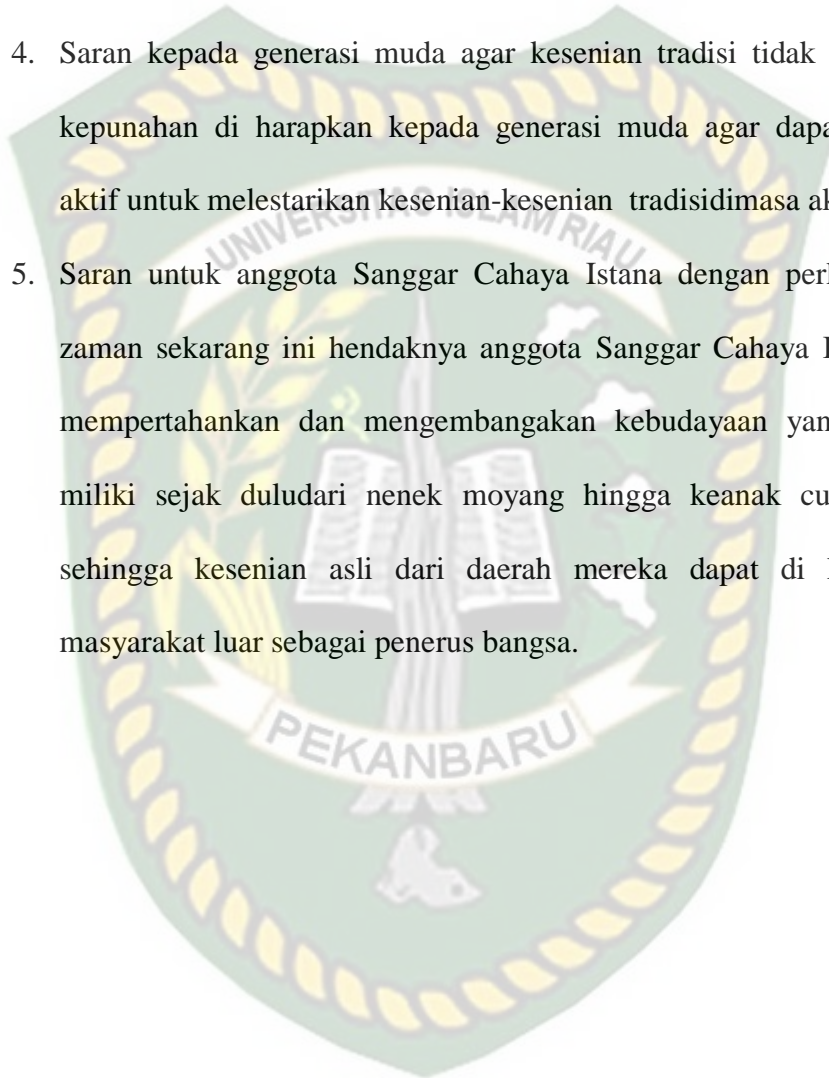 4. Saran kepada generasi muda agar kesenian tradisi tidak
kepunahan di harapkan kepada generasi muda agar
aktif untuk melestarikan kesenian-kesenian tradisidimasa
UNIVERSITAS ISLAM RIAU
5. Saran untuk anggota Sanggar Cahaya Istana dengan
zaman sekarang ini hendaknya anggota Sanggar Cahaya
mempertahankan dan mengembangakan kebudayaan
miliki sejak duludari nenek moyang hingga keanak
sehingga kesenian asli dari daerah mereka dapat di
masyarakat luar sebagai penerus bangsa.
PEKANBARU